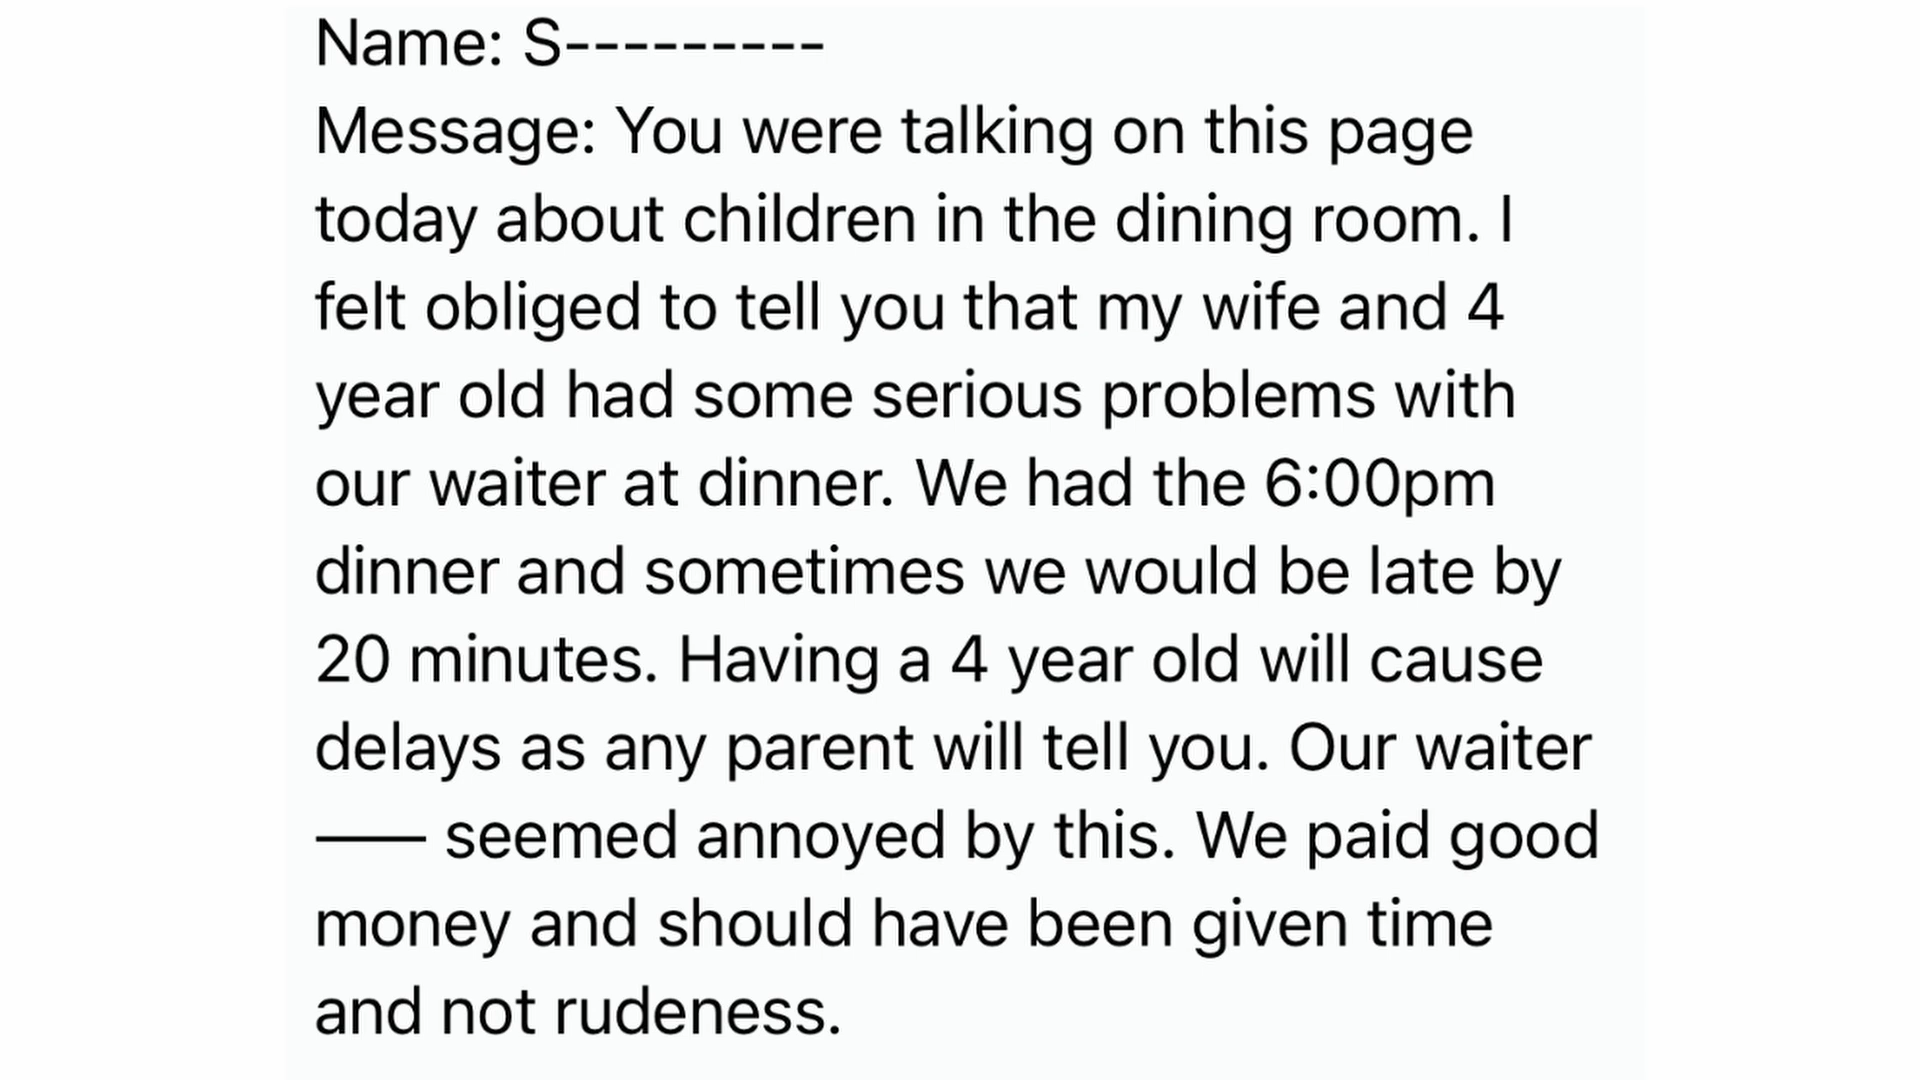 Name: S---------
Message: You were talking on this page
today about children in the dining room. I
felt obliged to tell you that my wife and 4
year old had some serious problems with
our waiter at dinner. We had the 6:00pm
dinner and sometimes we would be late by
20 minutes. Having a 4 year old will cause
delays as any parent will tell you. Our waiter
—— seemed annoyed by this. We paid good
money and should have been given time
and not rudeness.